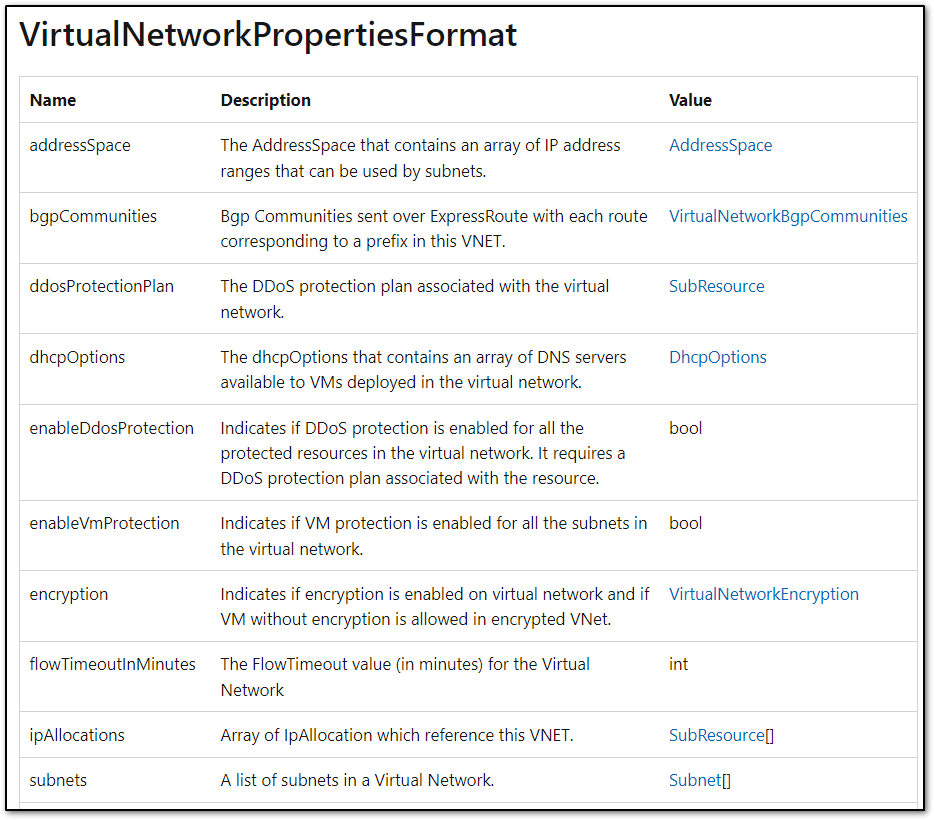 VirtualNetworkPropertiesFormat
Name Description Value
addressSpace The AddressSpace that contains an array of IP address AddressSpace
ranges that can be used by subnets.
bgpCommunities Bgp Communities sent over ExpressRoute with each route VirtualNetworkBgpCommunities
corresponding to a prefix in this VNET.
ddosProtectionPlan The DDoS protection plan associated with the virtual SubResource
network.
dhcpOptions The dhcpOptions that contains an array of DNS servers DhcpOptions
available to VMs deployed in the virtual network.
enableDdosProtection Indicates if DDoS protection is enabled for all the bool
protected resources in the virtual network. It requires a
DDoS protection plan associated with the resource.
enableVmProtection Indicates if VM protection is enabled for all the subnets in bool
the virtual network.
encryption Indicates if encryption is enabled on virtual network and if VirtualNetworkEncryption
VM without encryption is allowed in encrypted VNet.
flowTimeoutInMinutes The FlowTimeout value (in minutes) for the Virtual int
Network
ipAllocations Array of IpAllocation which reference this VNET. SubResource[]
subnets A list of subnets in a Virtual Network. Subnet[]